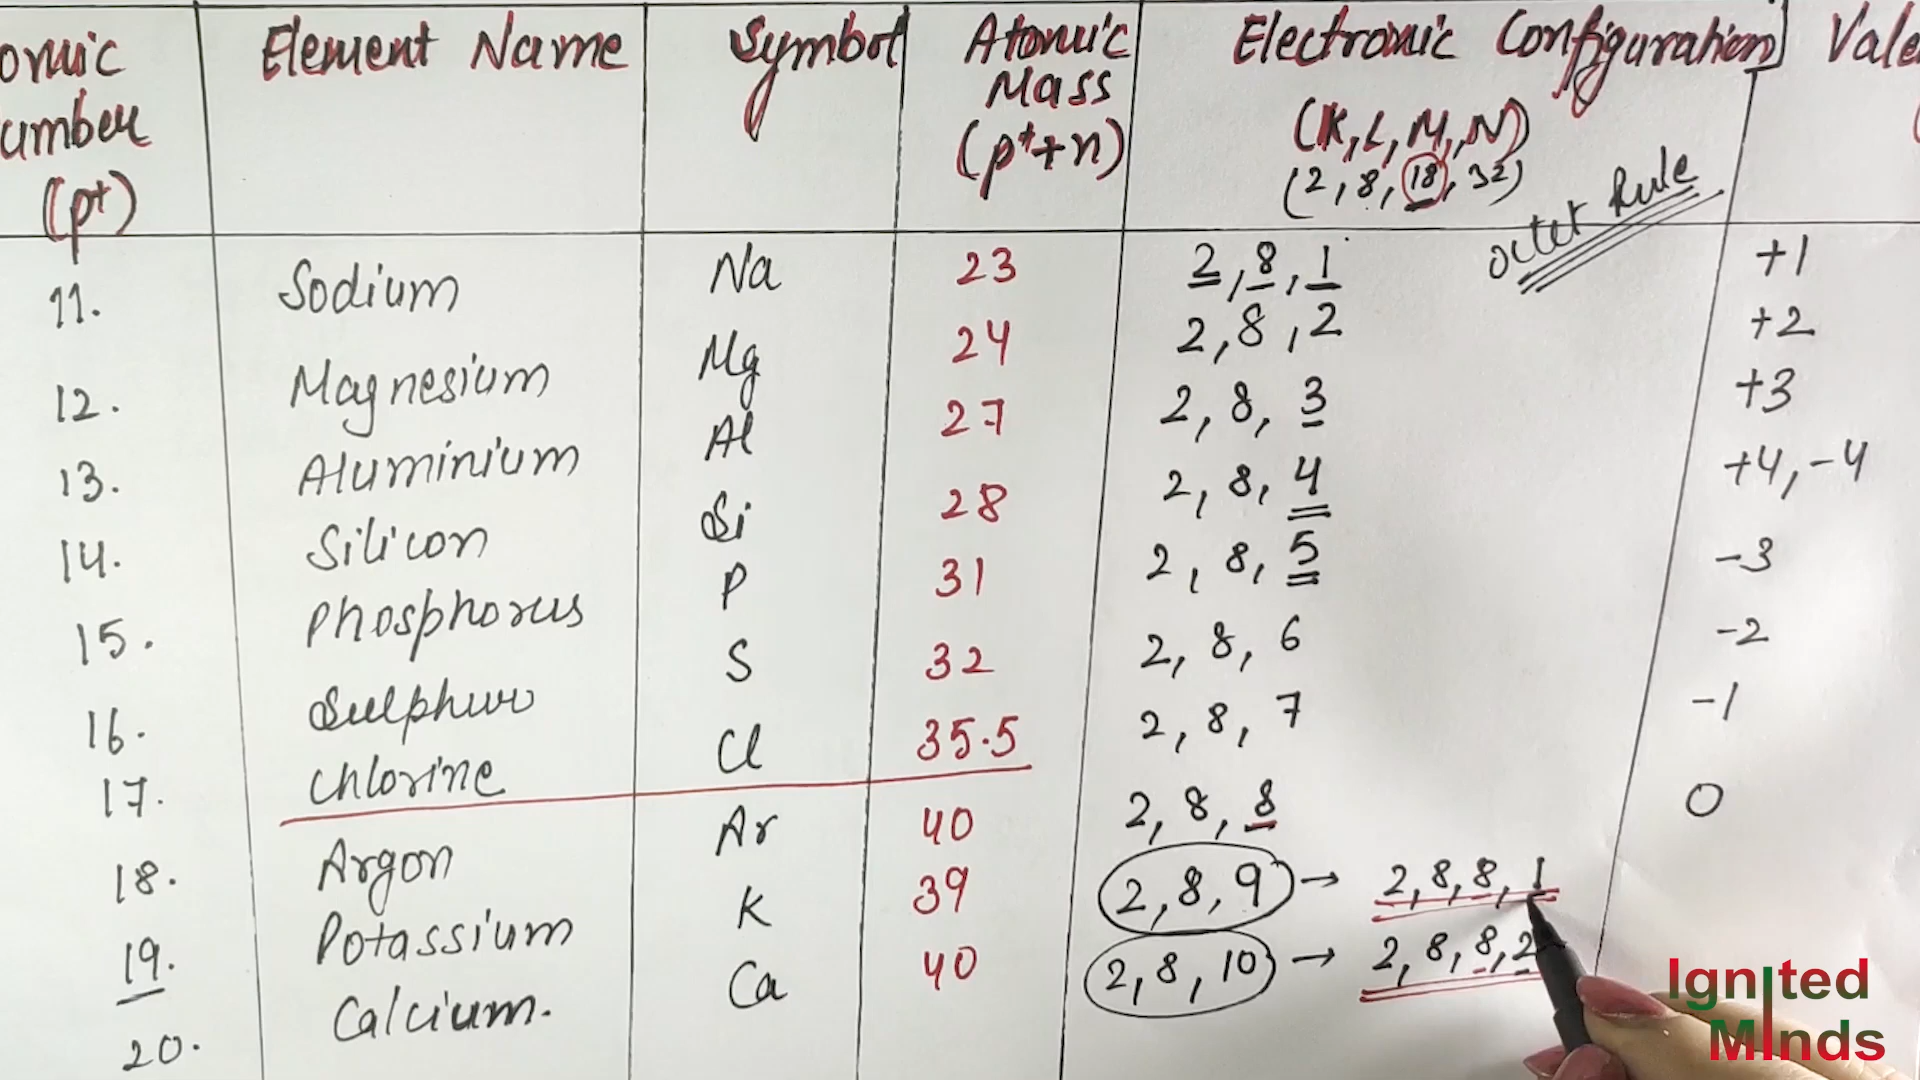 omic
umber
(p+)
Element Name
Symbol
Atomic
Mass
(p++n)
Electronic Configuration
(K, L, M, N)
(2, 8, 18, 32)
Octet Rule
Vale
(
11. Sodium Na 23 2, 8, 1 +1
12. Magnesium Mg 24 2, 8, 2 +2
13. Aluminium Al 27 2, 8, 3 +3
14. Silicon Si 28 2, 8, 4 +4, -4
15. Phosphorus P 31 2, 8, 5 -3
16. Sulphur S 32 2, 8, 6 -2
17. Chlorine Cl 35.5 2, 8, 7 -1
18. Argon Ar 40 2, 8, 8 0
19. Potassium K 39 2, 8, 9 → 2, 8, 8, 1
20. Calcium. Ca 40 2, 8, 10 → 2, 8, 8, 2
Ignited
Minds